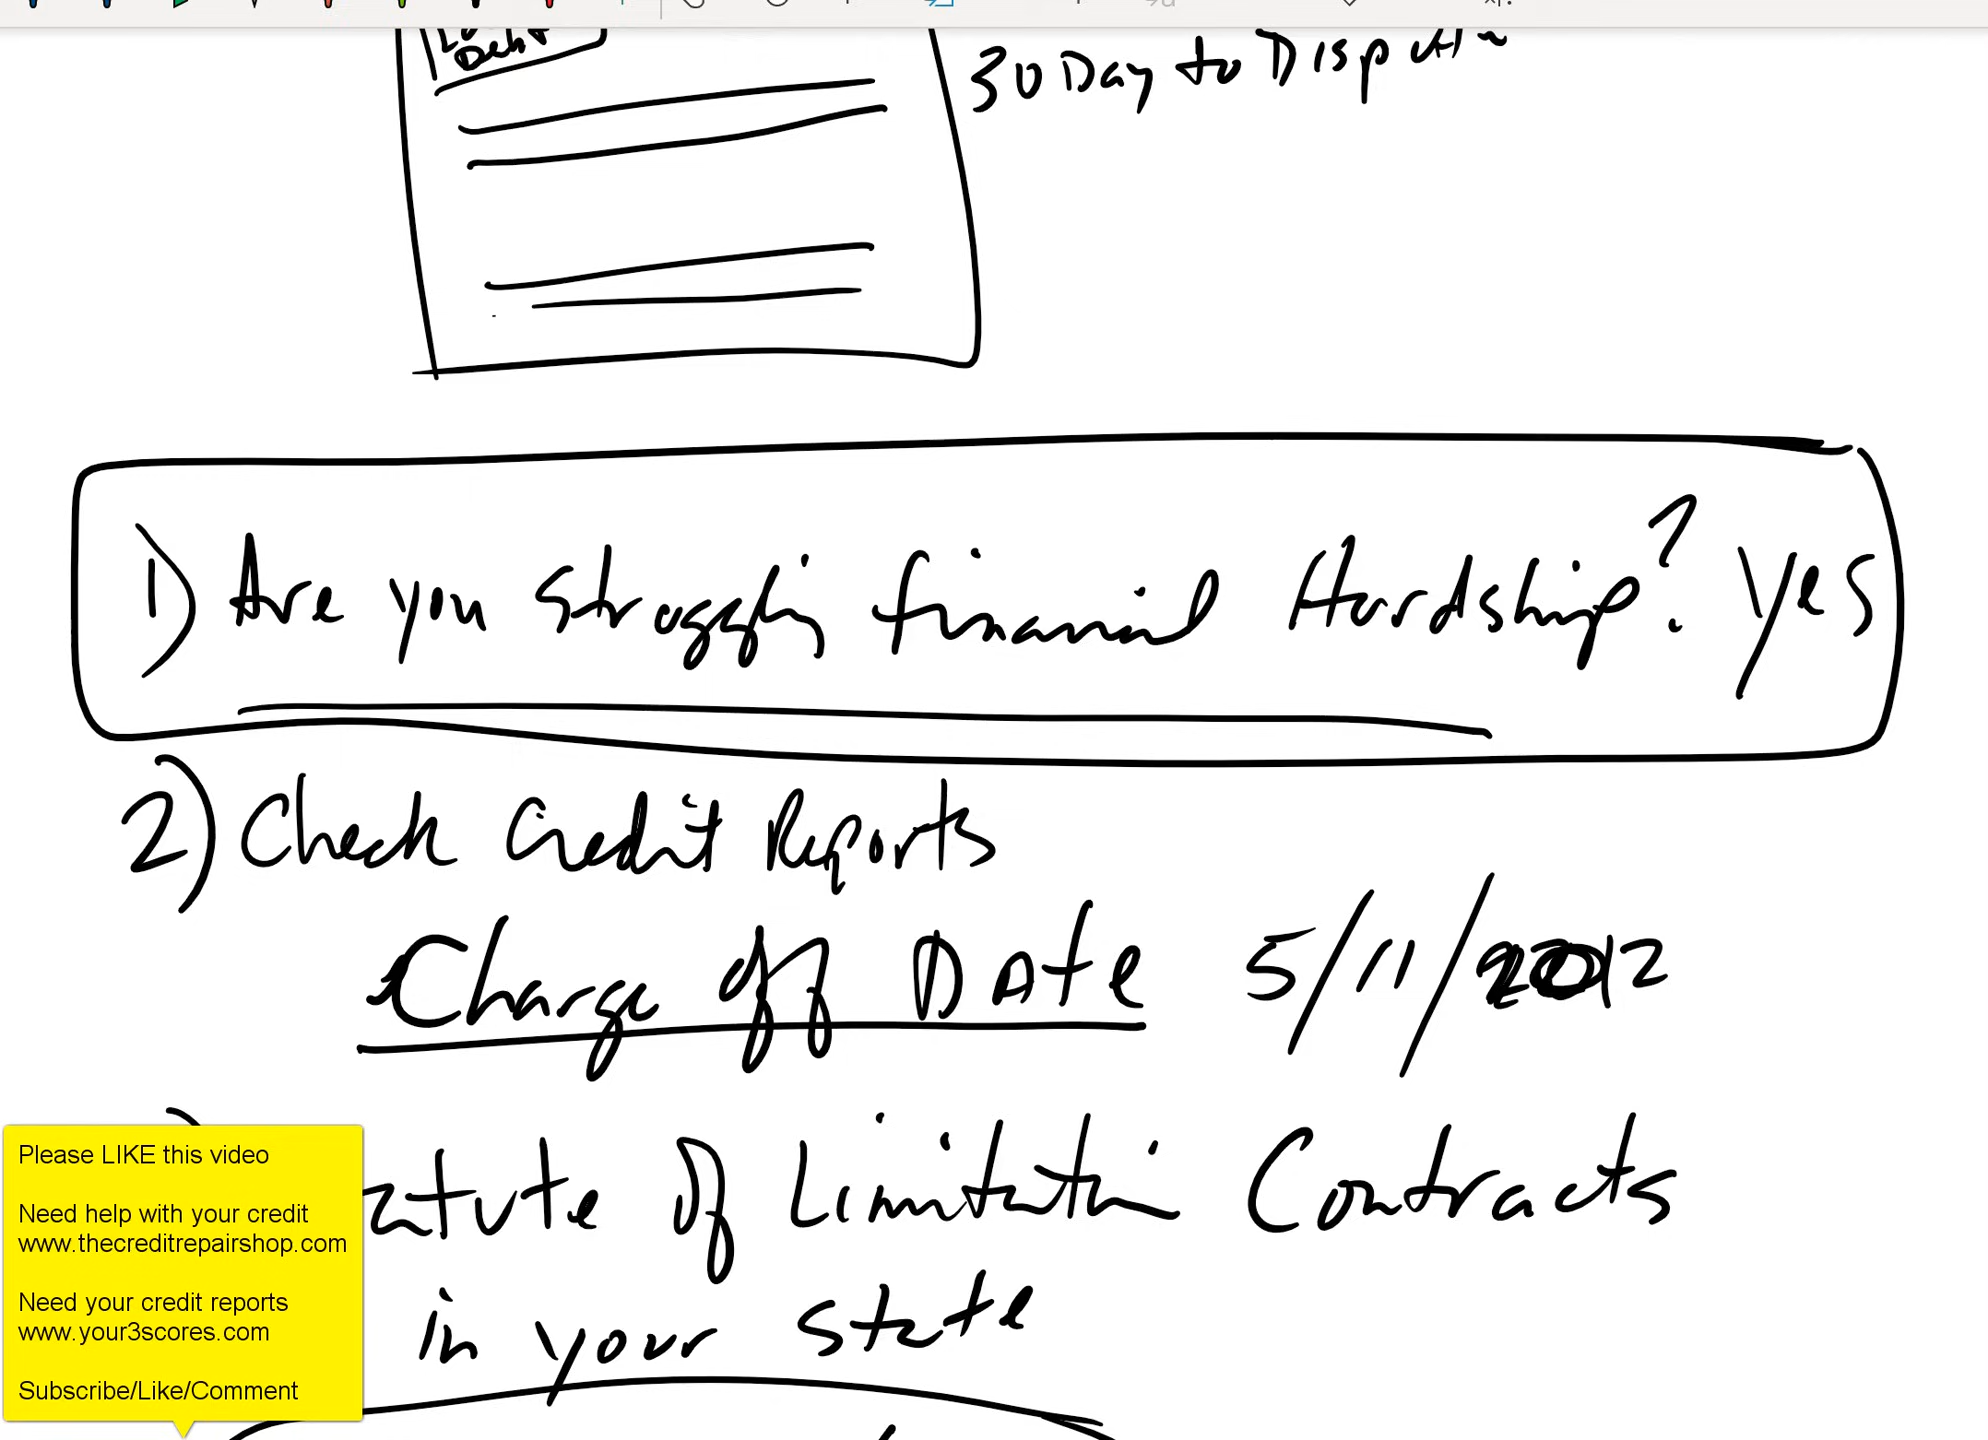 Debt
30 Day to Dispute
1) Are you struggling financial Hardship? yes
2) Check Credit Reports
Charge off Date 5/11/2012
atute of Limitation Contracts
in your state
Please LIKE this video
Need help with your credit
www.thecreditrepairshop.com
Need your credit reports
www.your3scores.com
Subscribe/Like/Comment